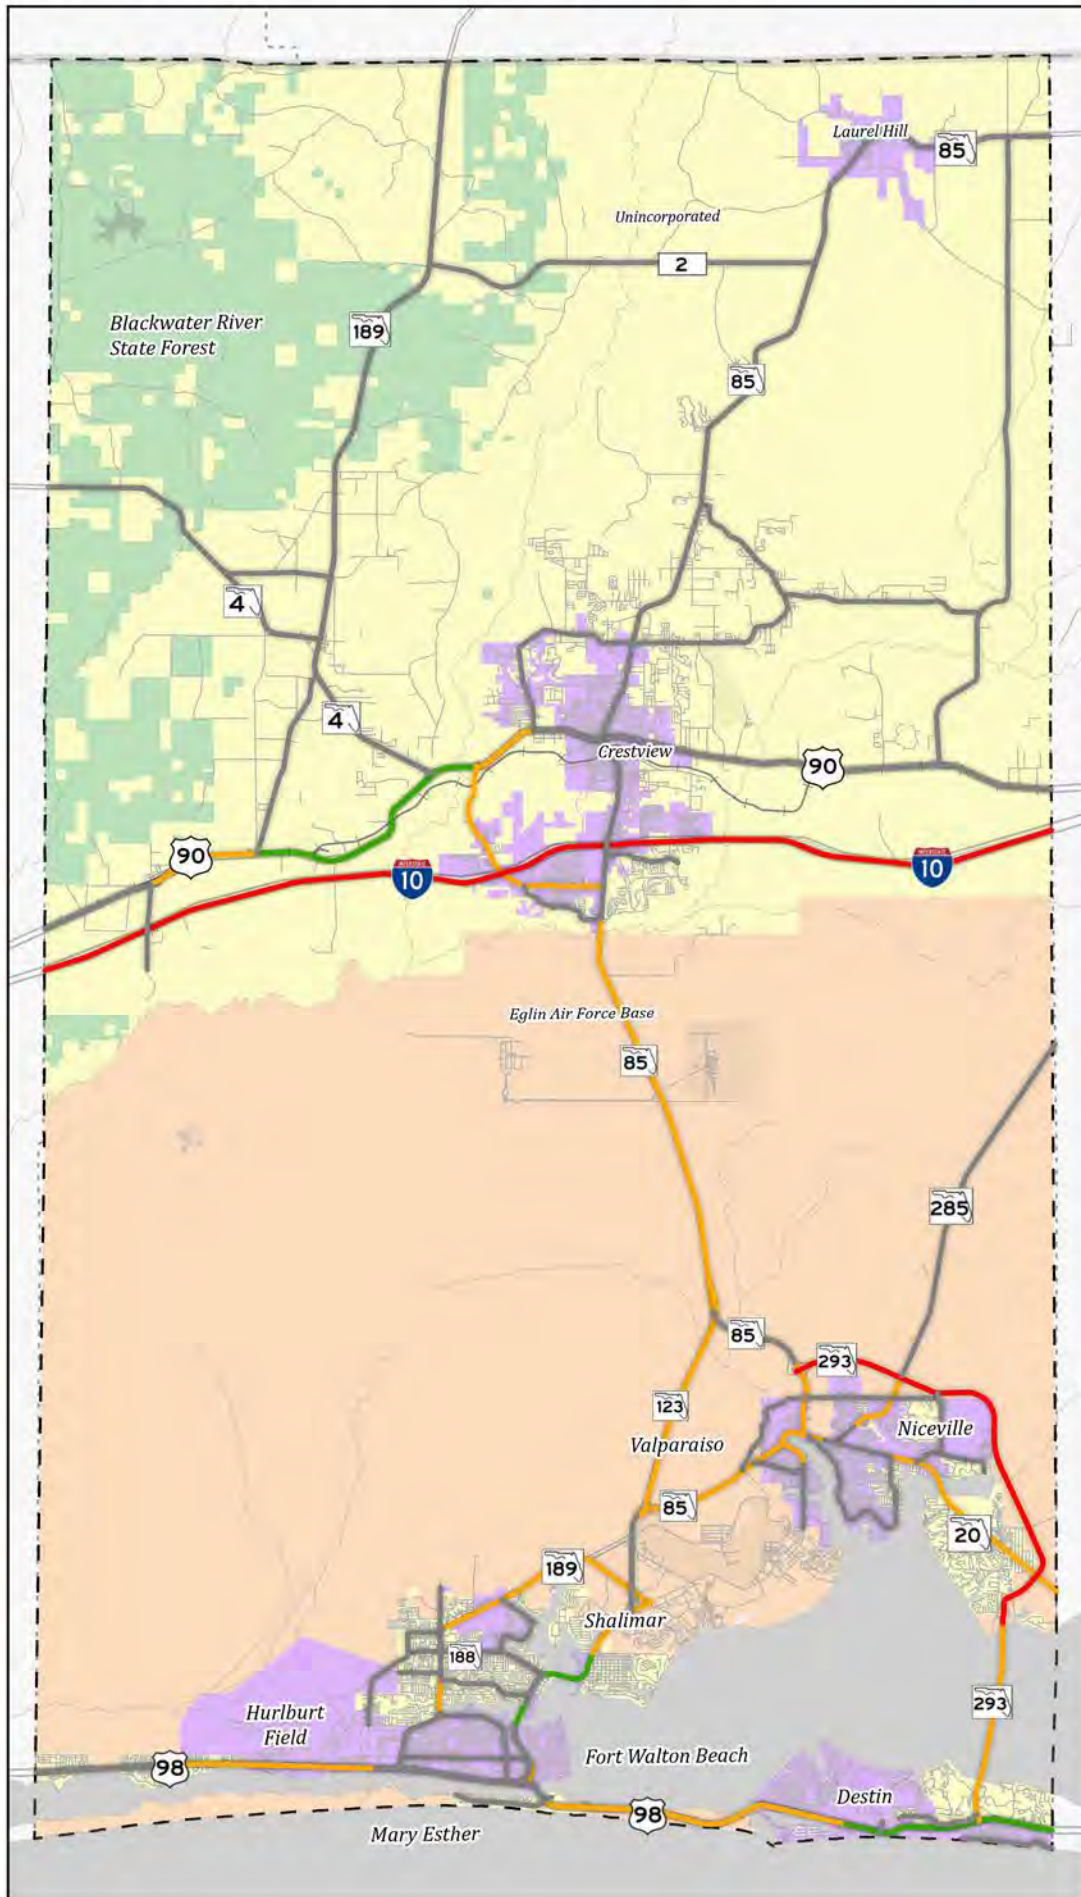 Laurel Hill
85
Unincorporated
2
Blackwater River
State Forest
189
85
4
4
Crestview
90
90
INTERSTATE
10
INTERSTATE
10
Eglin Air Force Base
85
285
85
293
123
Niceville
Valparaiso
85
20
189
Shalimar
188
293
Hurlburt
Field
Fort Walton Beach
98
Destin
98
Mary Esther